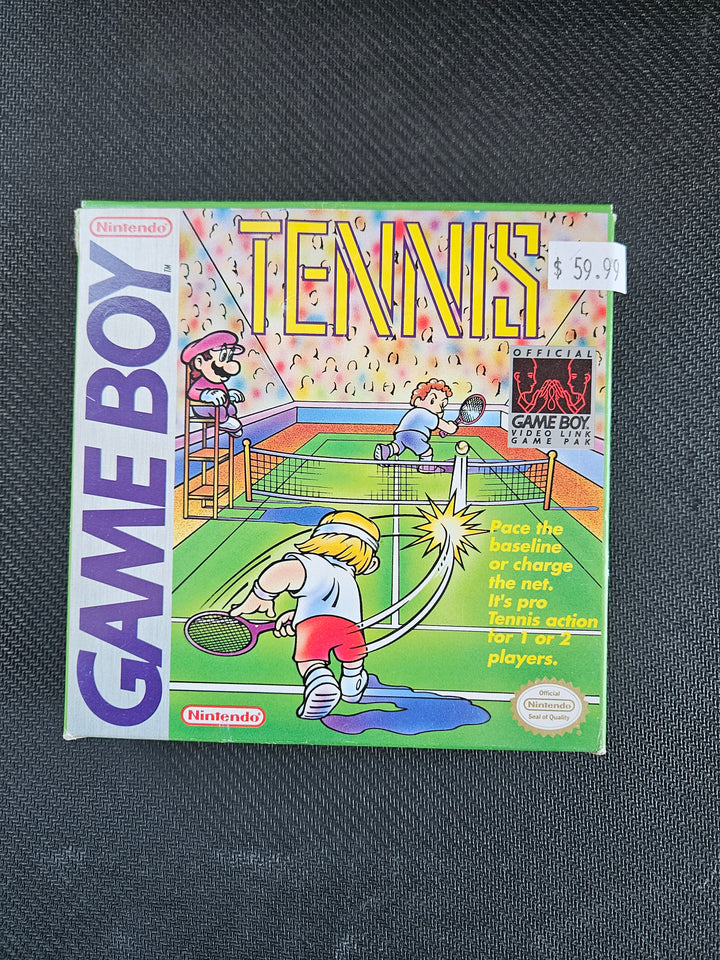 Nintendo
GAME BOY
TM
TENNIS
$ 59.99
OFFICIAL
GAME BOY
VIDEO LINK
GAME PAK
Pace the
baseline
or charge
the net.
It's pro
Tennis action
for 1 or 2
players.
Nintendo
Official
Nintendo
Seal of Quality